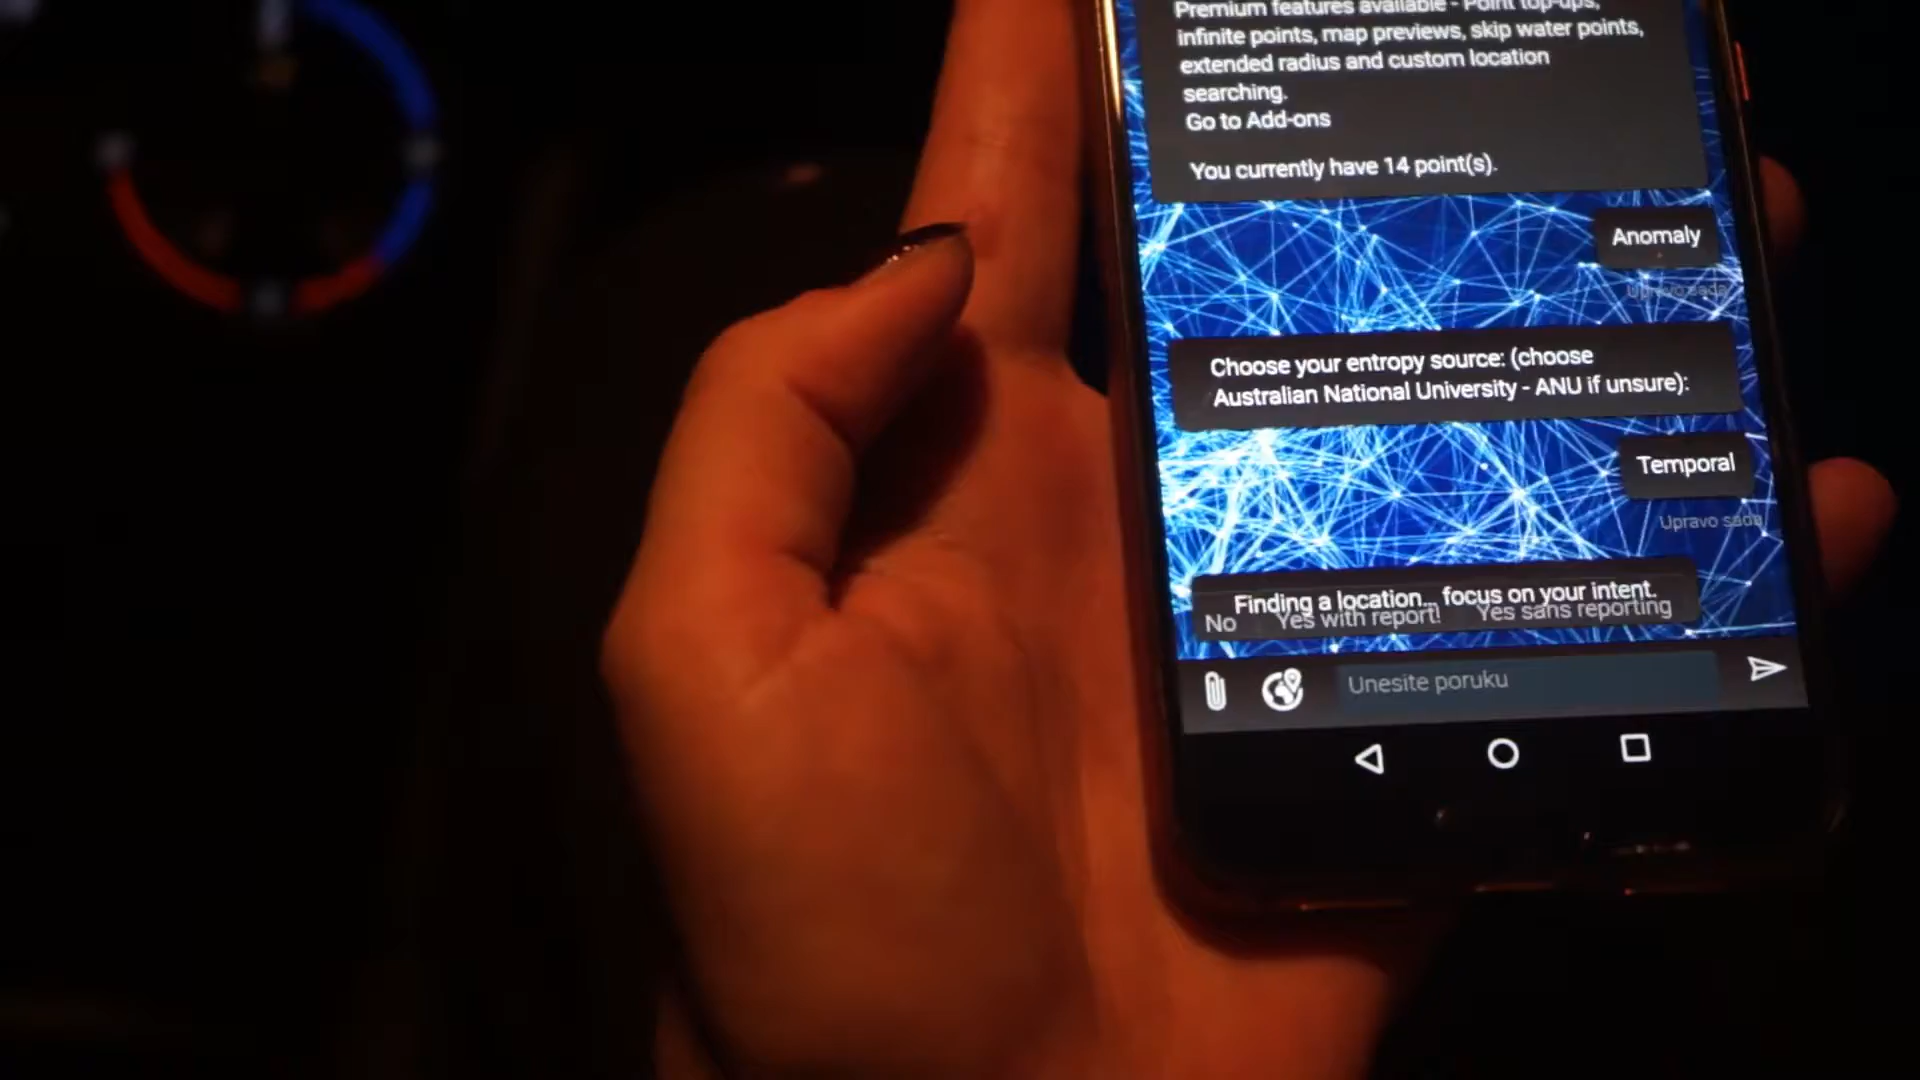 Premium features available - Point top-ups,
infinite points, map previews, skip water points,
extended radius and custom location
searching.
Go to Add-ons
You currently have 14 point(s).
Anomaly
Upravo sada
Choose your entropy source: (choose
Australian National University - ANU if unsure):
Temporal
Upravo sada
Finding a location... focus on your intent.
No Yes with report! Yes sans reporting
Unesite poruku